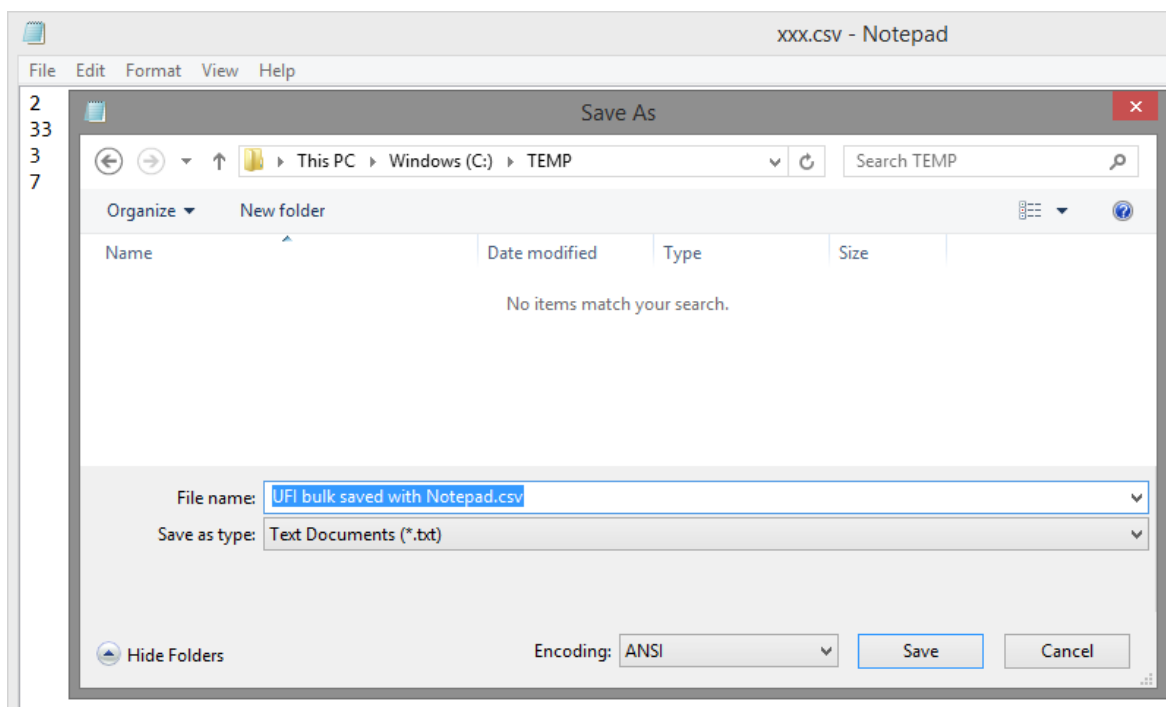 xxx.csv - Notepad
File Edit Format View Help
2
33
3
7
Save As
This PC Windows (C:) TEMP Search TEMP
Organize New folder
Name Date modified Type Size
No items match your search.
File name: UFI bulk saved with Notepad.csv
Save as type: Text Documents (*.txt)
Hide Folders Encoding: ANSI Save Cancel